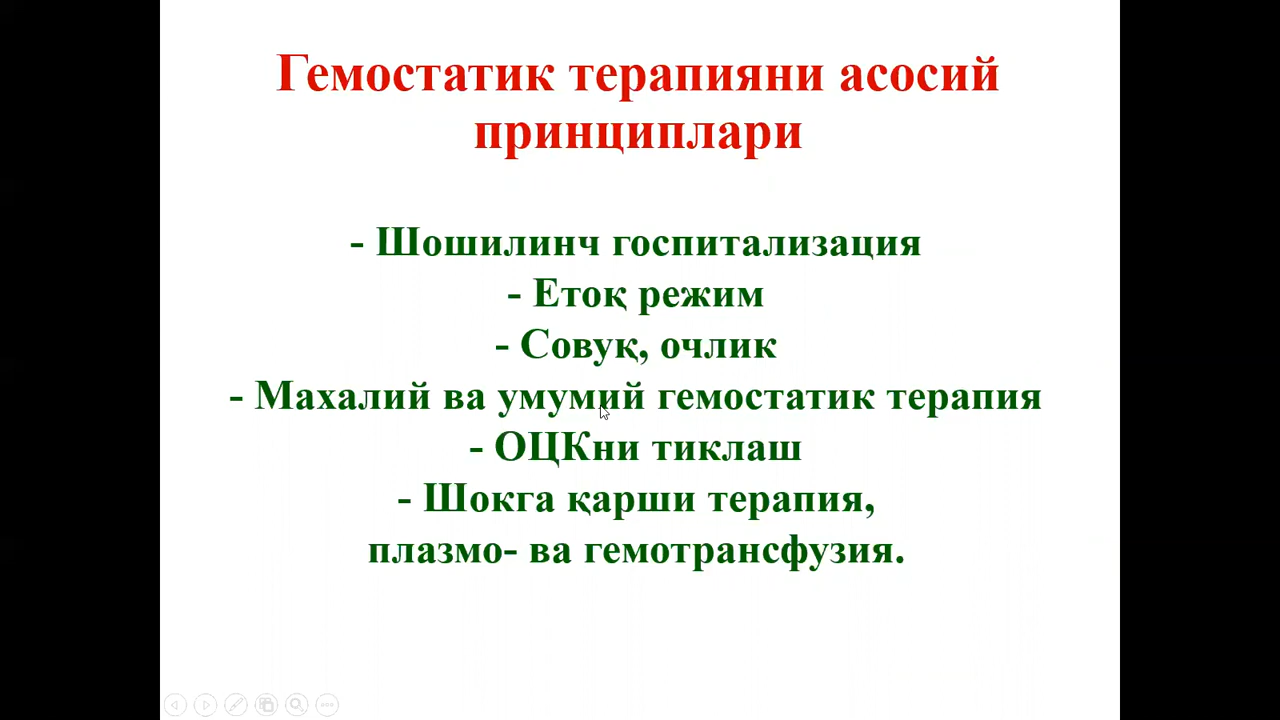 Гемостатик терапияни асосий
принциплари
- Шошилинч госпитализация
- Етоқ режим
- Совуқ, очлик
- Махалий ва умумий гемостатик терапия
- ОЦКни тиклаш
- Шокга қарши терапия,
плазмо- ва гемотрансфузия.